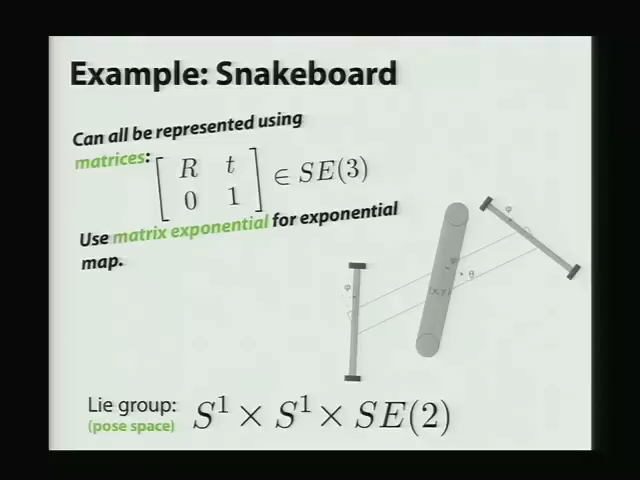 Example: Snakeboard
Can all be represented using
matrices:
[ R t
0 1 ] ∈ SE(3)
Use matrix exponential for exponential
map.
φ
φ
θ
(x,y)
Lie group: S¹ × S¹ × SE(2)
(pose space)